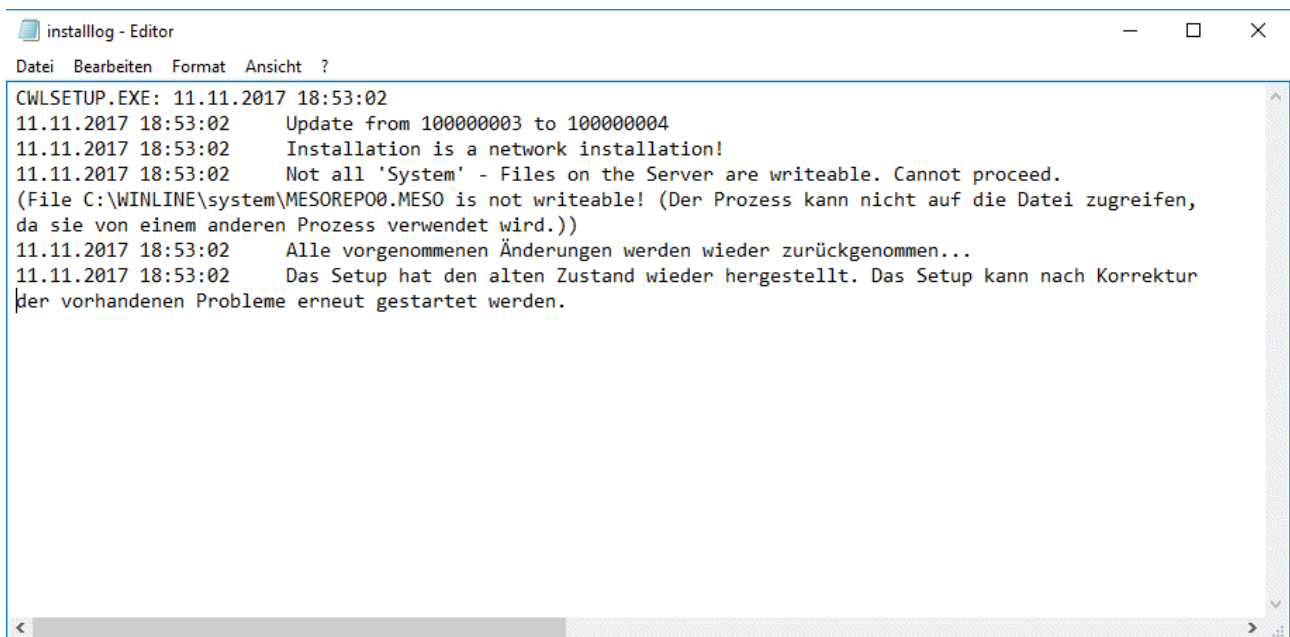 installlog - Editor
Datei Bearbeiten Format Ansicht ?
CWLSETUP.EXE: 11.11.2017 18:53:02
11.11.2017 18:53:02 Update from 100000003 to 100000004
11.11.2017 18:53:02 Installation is a network installation!
11.11.2017 18:53:02 Not all 'System' - Files on the Server are writeable. Cannot proceed.
(File C:\WINLINE\system\MESOREPO0.MESO is not writeable! (Der Prozess kann nicht auf die Datei zugreifen,
da sie von einem anderen Prozess verwendet wird.))
11.11.2017 18:53:02 Alle vorgenommenen Änderungen werden wieder zurückgenommen...
11.11.2017 18:53:02 Das Setup hat den alten Zustand wieder hergestellt. Das Setup kann nach Korrektur
der vorhandenen Probleme erneut gestartet werden.